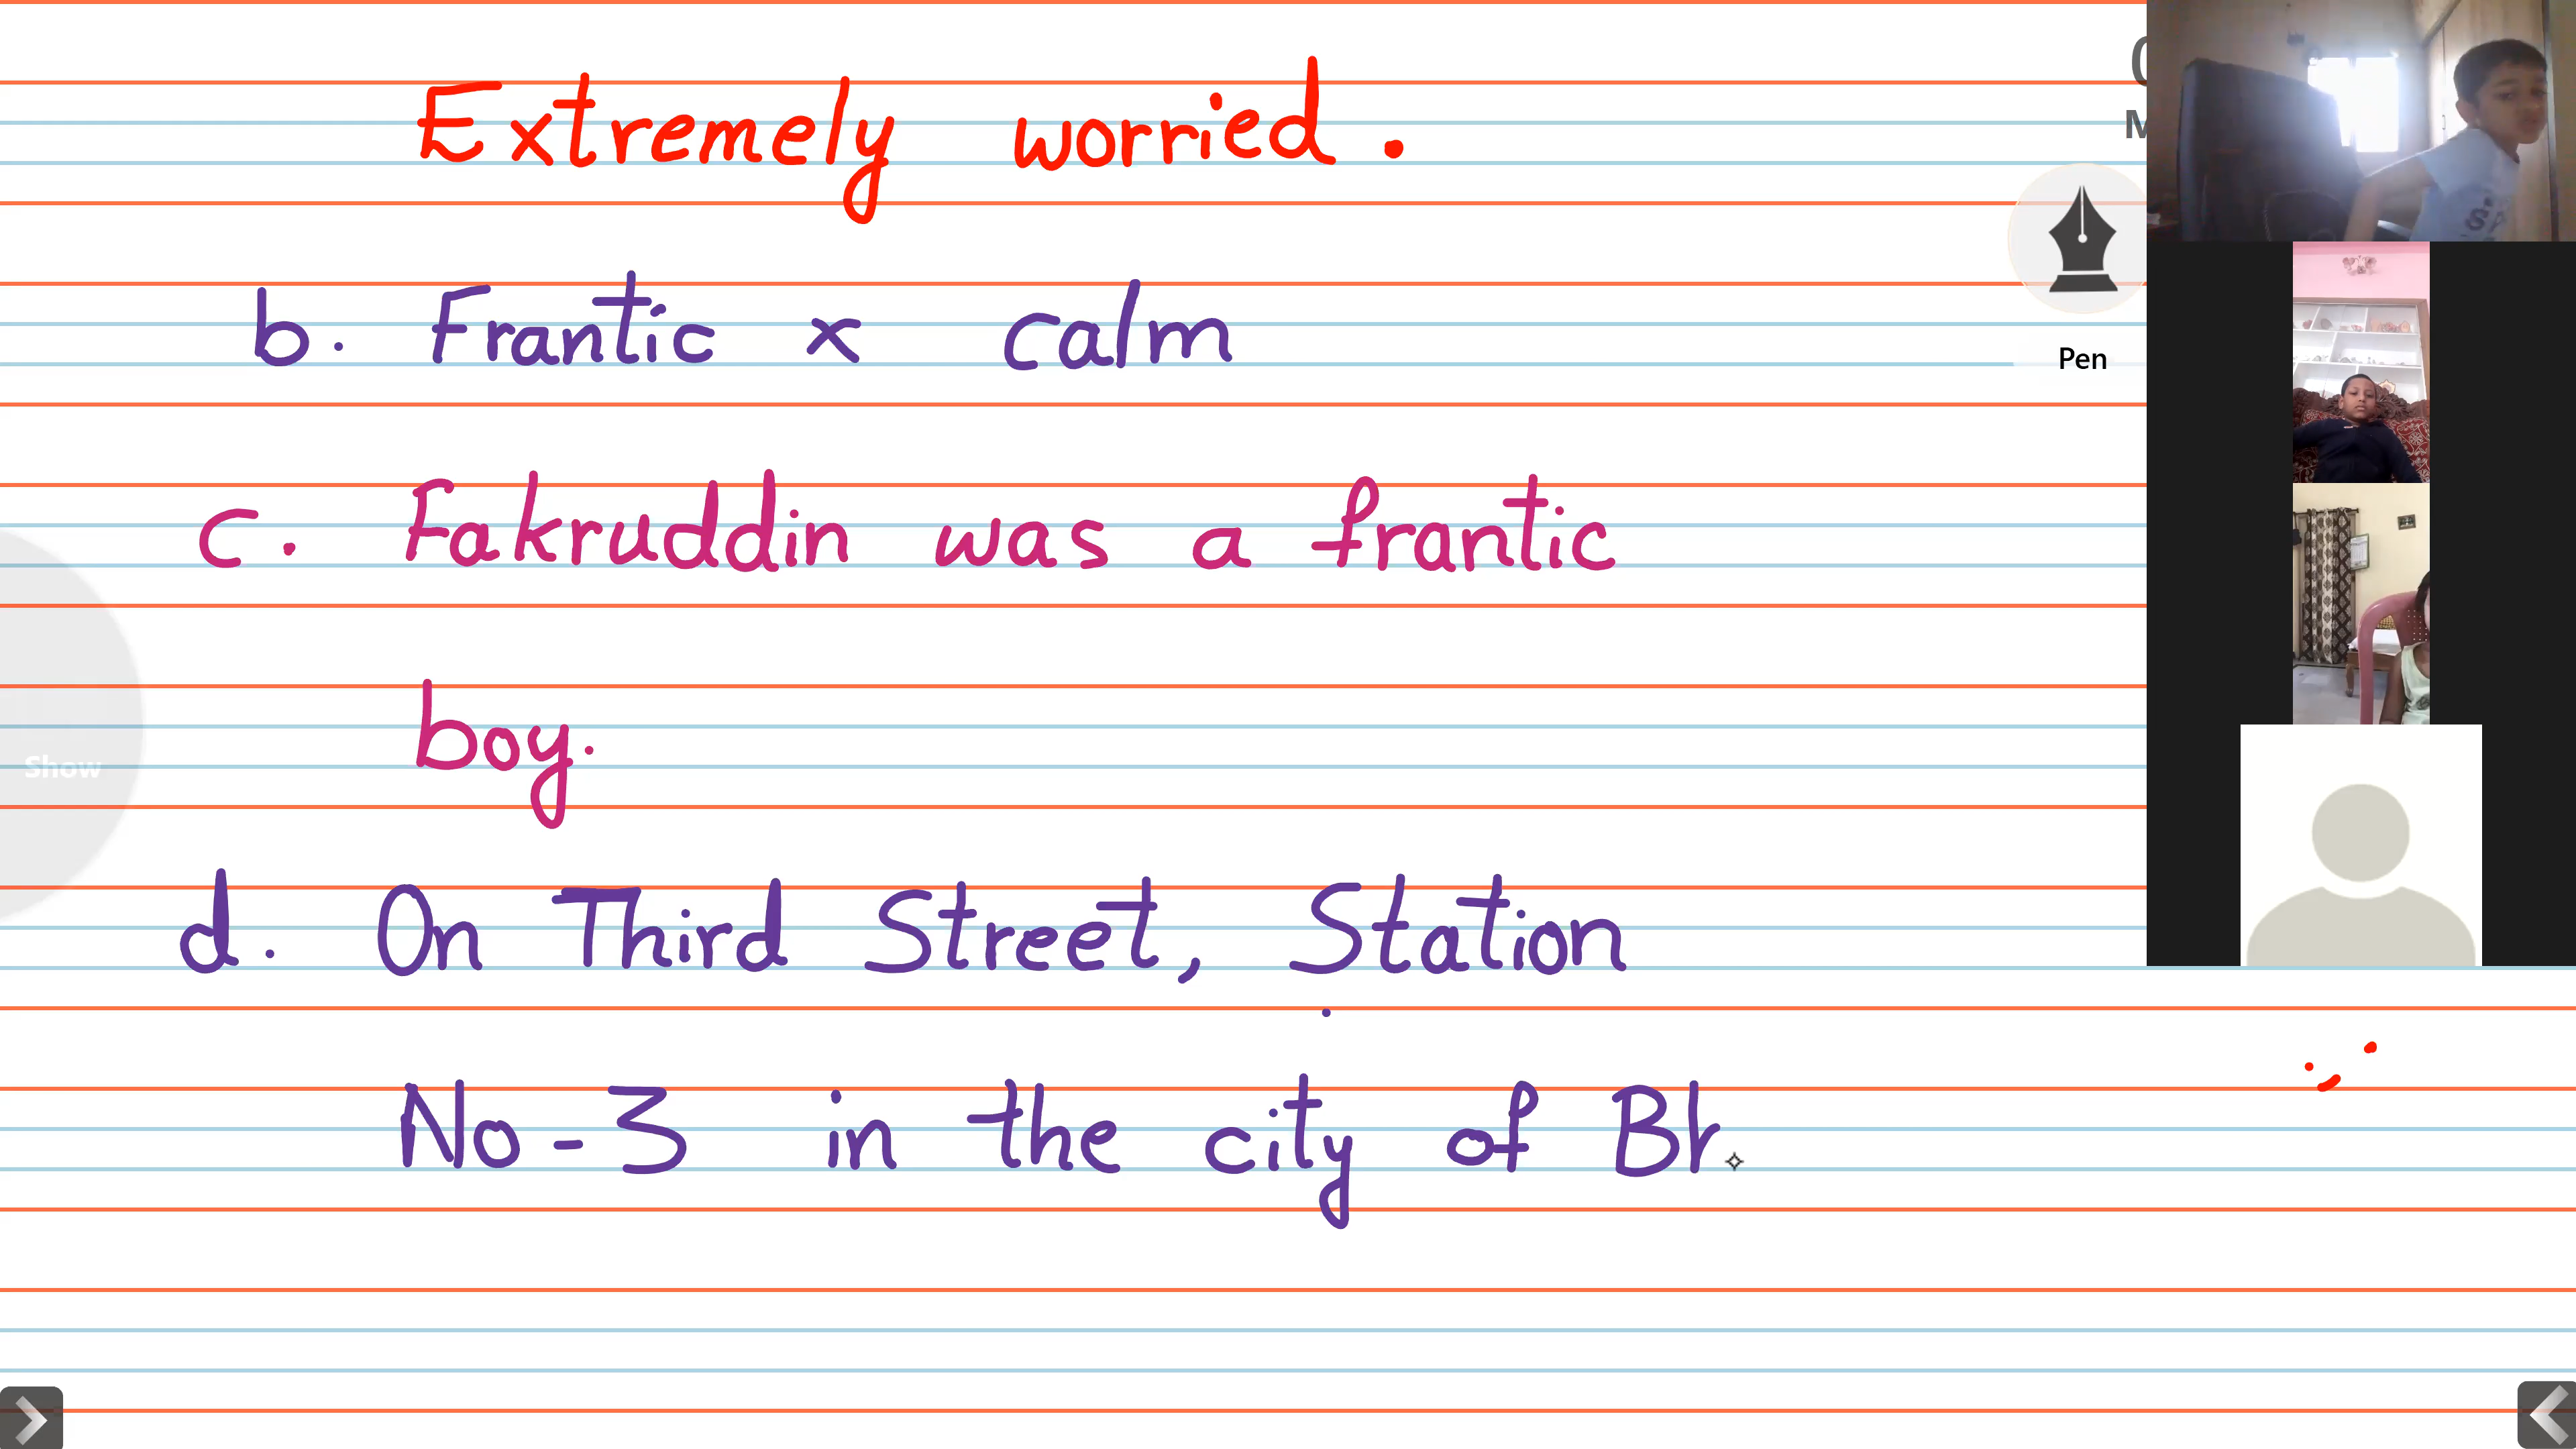 Extremely worried.
b. Frantic x calm
Pen
c. Fakruddin was a frantic
boy.
Show
d. On Third Street, Station
No-3 in the city of